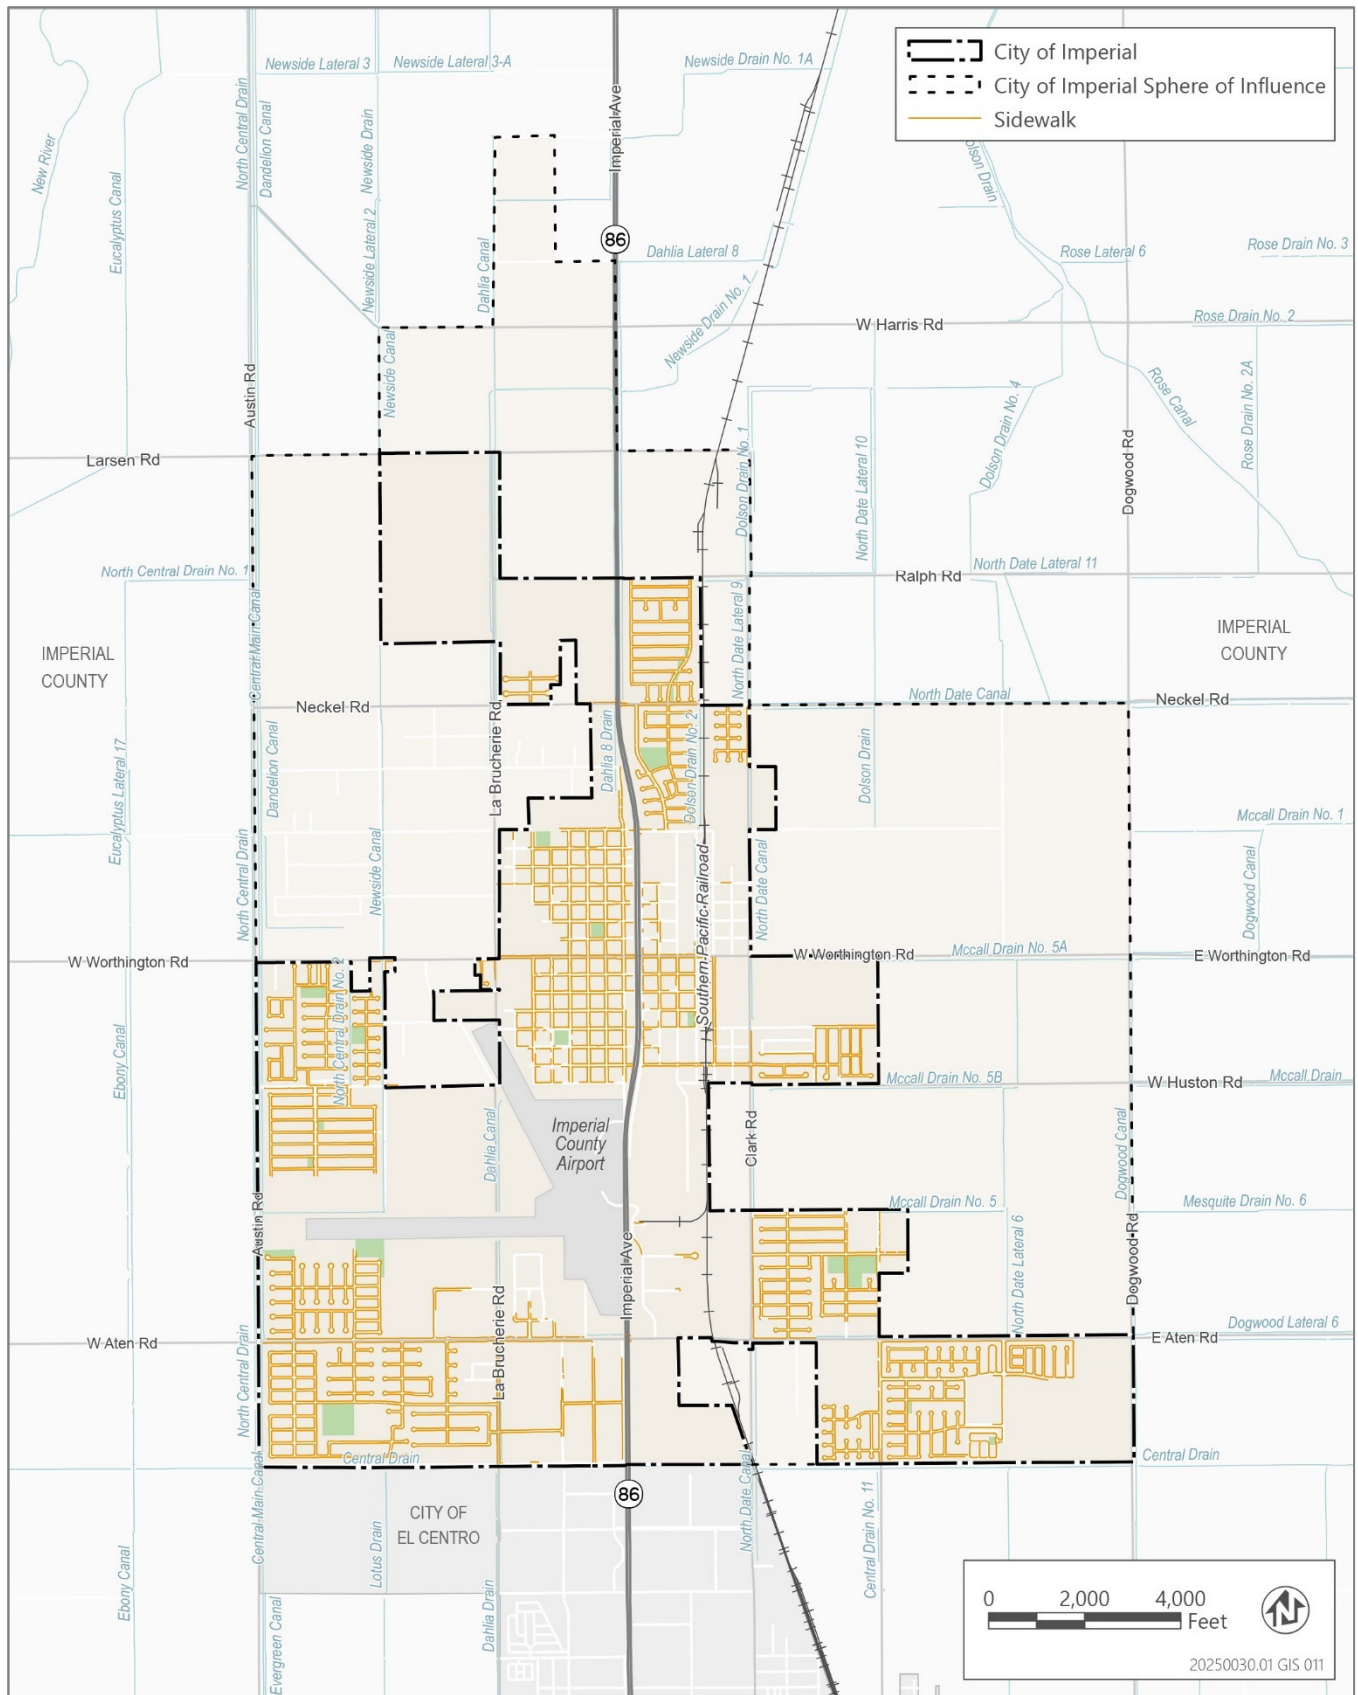 City of Imperial
City of Imperial Sphere of Influence
Sidewalk
Newside Lateral 3
Newside Lateral 3-A
Newside Drain No. 1A
Imperial Ave
New River
Eucalyptus Canal
North Central Drain
Dandelion Canal
Newside Drain
Newside Lateral 2
Dahlia Canal
olson Drain
86
Dahlia Lateral 8
Rose Lateral 6
Rose Drain No. 3
Newside Drain No. 1
W Harris Rd
Rose Drain No. 2
Austin Rd
Newside Canal
Rose Canal
Rose Drain No. 2A
Dolson Drain No. 4
Larsen Rd
Dolson Drain No. 1
North Date Lateral 10
Dogwood Rd
North Central Drain No. 1
Ralph Rd
North Date Lateral 11
Central Main Canal
North Date Lateral 9
IMPERIAL
COUNTY
IMPERIAL
COUNTY
Neckel Rd
North Date Canal
Neckel Rd
La Brucherie Rd
Dahlia 8 Drain
Dolson Drain No. 2
Dolson Drain
Eucalyptus Lateral 17
Dandelion Canal
Mccall Drain No. 1
North Central Drain
Newside Canal
Southern Pacific Railroad
North Date Canal
Dogwood Canal
W Worthington Rd
W Worthington Rd
Mccall Drain No. 5A
E Worthington Rd
North Central Drain No. 2
Ebony Canal
Mccall Drain No. 5B
W Huston Rd
Mccall Drain
Imperial
County
Airport
Dahlia Canal
Clark Rd
Dogwood Canal
Austin Rd
Mccall Drain No. 5
Mesquite Drain No. 6
Imperial Ave
North Date Lateral 6
Dogwood Rd
La Brucherie Rd
W Aten Rd
E Aten Rd
Dogwood Lateral 6
North Central Drain
Central Drain
Central Drain
Central Main Canal
North Date Canal
86
CITY OF
EL CENTRO
Central Drain No. 11
Lotus Drain
Ebony Canal
Evergreen Canal
Dahlia Drain
0 2,000 4,000
Feet
N
20250030.01 GIS 011